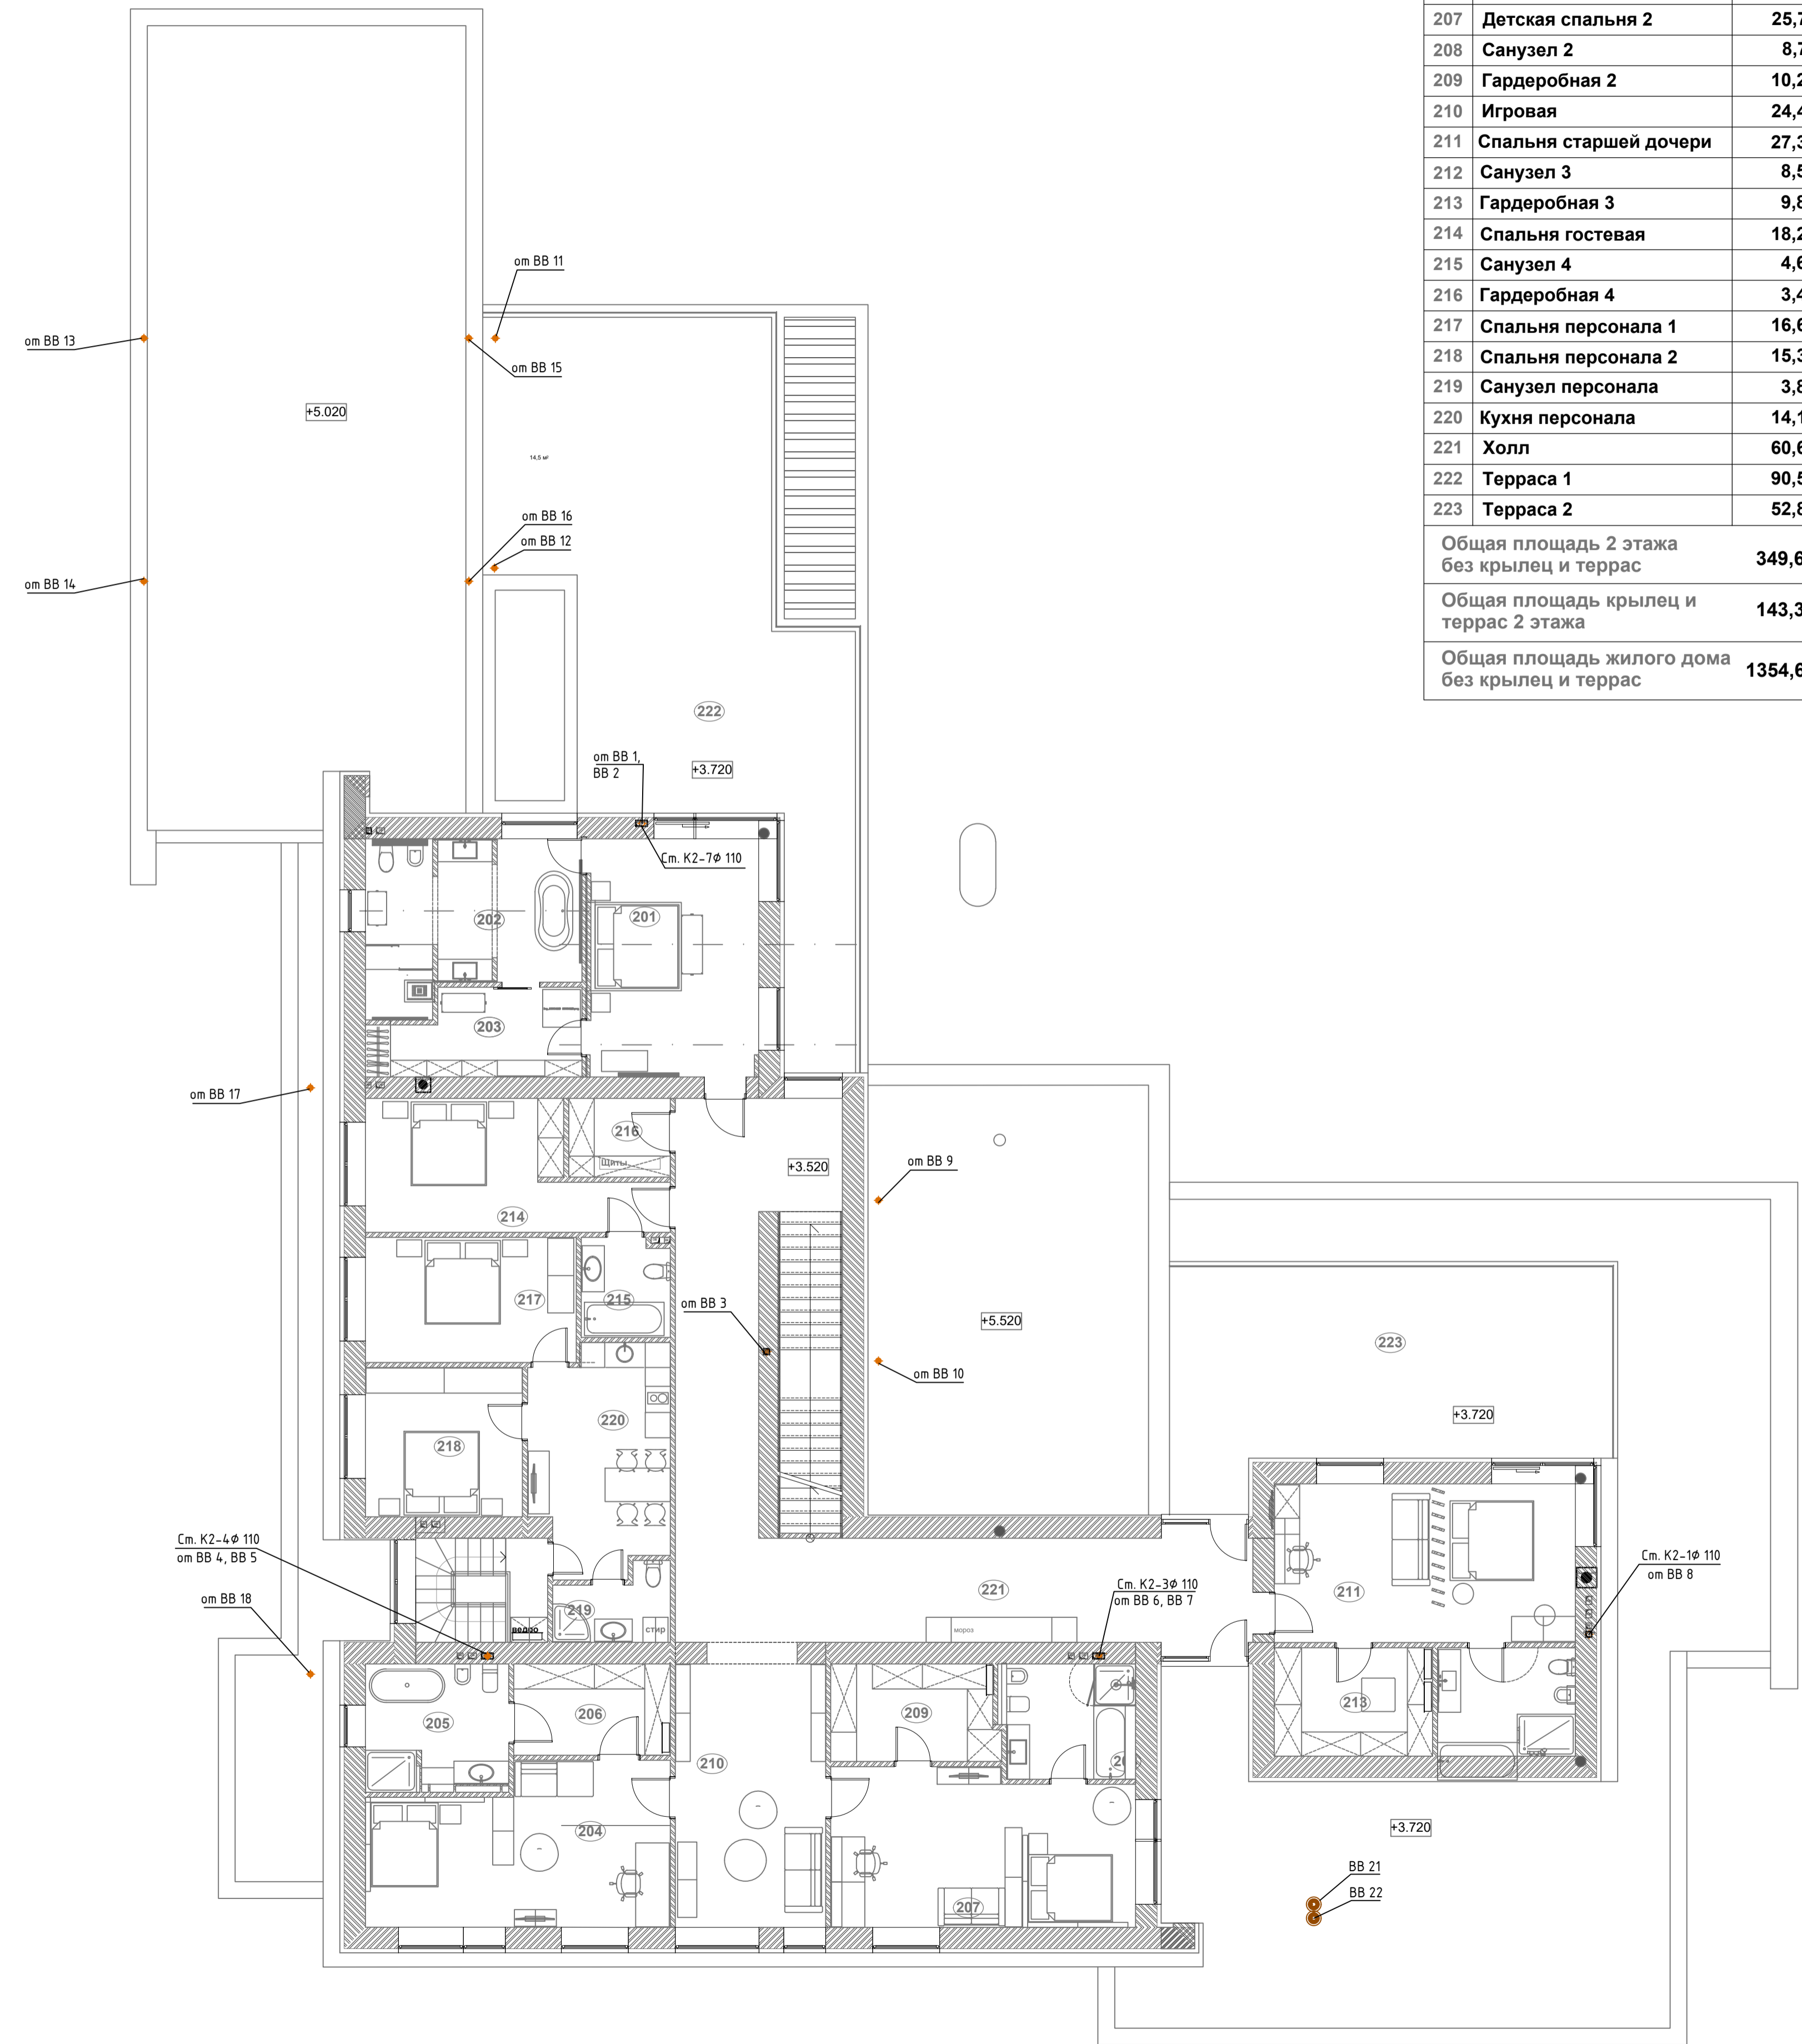 207 Детская спальня 2 25,7
208 Санузел 2 8,7
209 Гардеробная 2 10,2
210 Игровая 24,4
211 Спальня старшей дочери 27,3
212 Санузел 3 8,5
213 Гардеробная 3 9,8
214 Спальня гостевая 18,2
215 Санузел 4 4,6
216 Гардеробная 4 3,4
217 Спальня персонала 1 16,6
218 Спальня персонала 2 15,3
219 Санузел персонала 3,8
220 Кухня персонала 14,1
221 Холл 60,6
222 Терраса 1 90,5
223 Терраса 2 52,8
Общая площадь 2 этажа
без крылец и террас 349,6
Общая площадь крылец и
террас 2 этажа 143,3
Общая площадь жилого дома
без крылец и террас 1354,6
от ВВ 11
от ВВ 13
от ВВ 15
+5.020
14,5 м²
от ВВ 16
от ВВ 12
от ВВ 14
222
от ВВ 1,
ВВ 2
+3.720
Ст. К2-7ф 110
202
201
203
от ВВ 17
216
Щиты
+3.520
от ВВ 9
214
217
215
от ВВ 3
+5.520
223
от ВВ 10
220
+3.720
218
Ст. К2-4ф 110
от ВВ 4, ВВ 5
Ст. К2-1ф 110
от ВВ 8
Ст. К2-3ф 110
от ВВ 6, ВВ 7
221
211
от ВВ 18
219
ведро
стир
мороз
213
205
206
209
210
204
207
+3.720
ВВ 21
ВВ 22